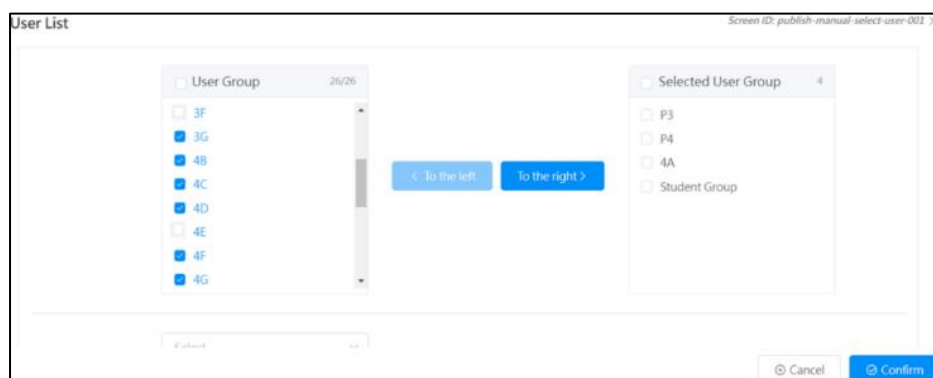 User List
Screen ID: publish-manual-select-user-001
User Group 26/26
3F
3G
4B
4C
4D
4E
4F
4G
< To the left
To the right >
Selected User Group 4
P3
P4
4A
Student Group
Select
Cancel
Confirm